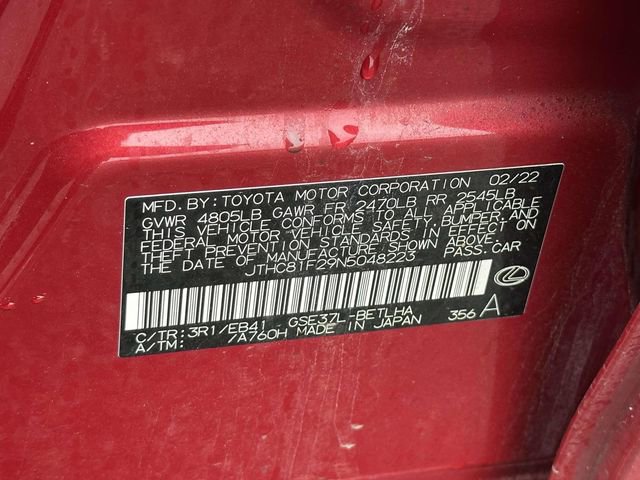 MFD.BY:TOYOTA MOTOR CORPORATION 02/22
GVWR 4805LB GAWR FR 2470LB RR 2545LB
THIS VEHICLE CONFORMS TO ALL APPLICABLE
FEDERAL MOTOR VEHICLE SAFETY, BUMPER, AND
THEFT PREVENTION STANDARDS IN EFFECT ON
THE DATE OF MANUFACTURE SHOWN ABOVE.
JTHC81F29N5048223 PASS.CAR
C/TR:3R1/EB41 GSE37L-BETLHA 356 A
A/TM: /A760H MADE IN JAPAN